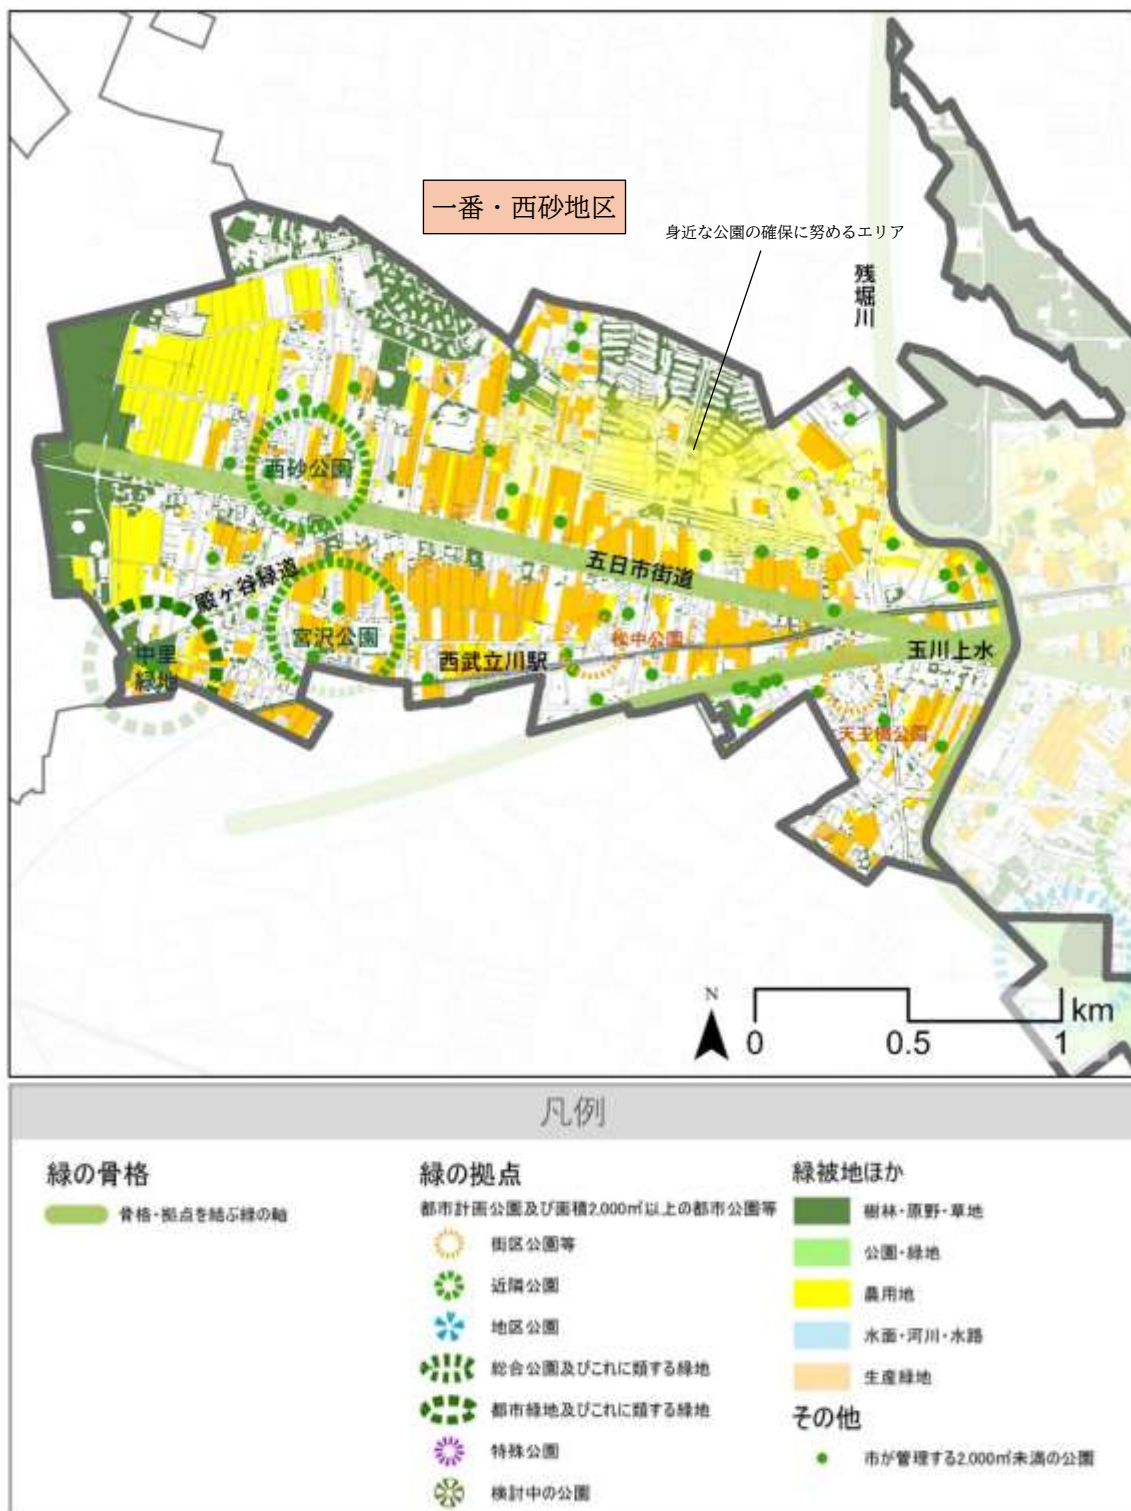 一番・西砂地区
身近な公園の確保に努めるエリア
残堀川
西砂公園
五日市街道
殿ヶ谷緑道
宮沢公園
松中公園
西武立川駅
玉川上水
中里
緑地
天王橋公園
N
km
0
0.5
1
凡例
緑の骨格
骨格・拠点を結ぶ緑の軸
緑の拠点
都市計画公園及び面積2,000㎡以上の都市公園等
街区公園等
近隣公園
地区公園
総合公園及びこれに類する緑地
都市緑地及びこれに類する緑地
特殊公園
検討中の公園
緑被地ほか
樹林・原野・草地
公園・緑地
農用地
水面・河川・水路
生産緑地
その他
市が管理する2,000㎡未満の公園